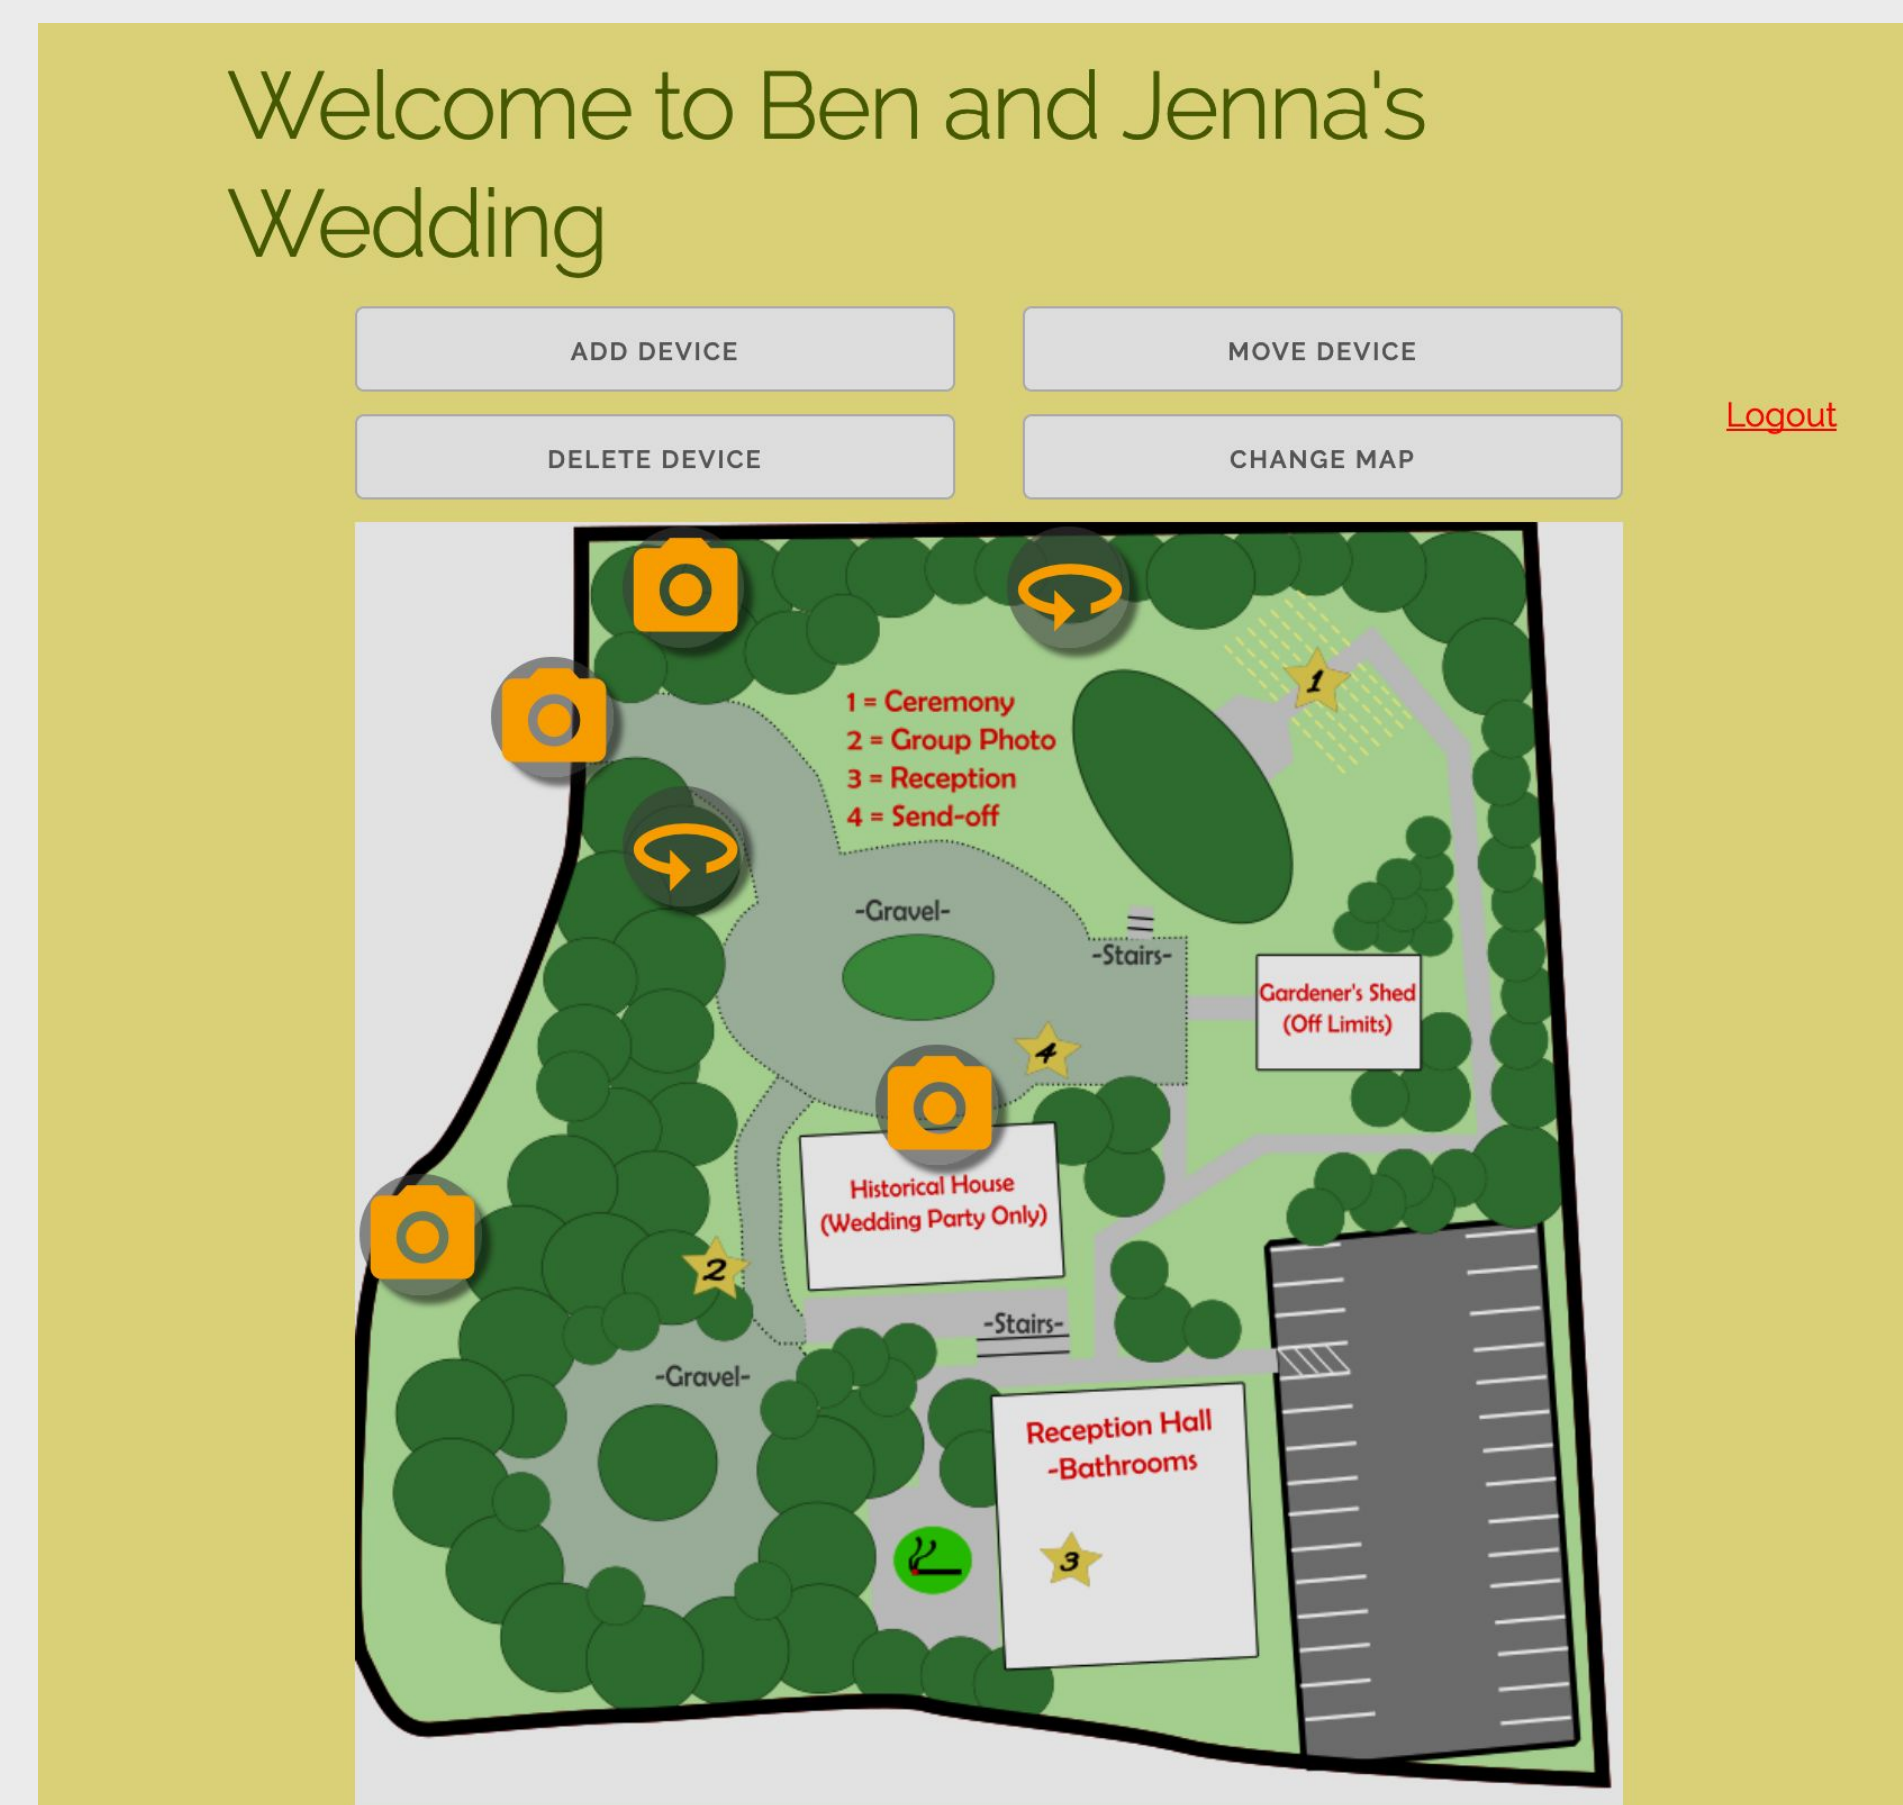 Welcome to Ben and Jenna's
Wedding
ADD DEVICE
MOVE DEVICE
Logout
DELETE DEVICE
CHANGE MAP
1
1 = Ceremony
2 = Group Photo
3 = Reception
4 = Send-off
-Gravel-
-Stairs-
Gardener's Shed
(Off Limits)
4
Historical House
(Wedding Party Only)
2
-Stairs-
-Gravel-
Reception Hall
-Bathrooms
3